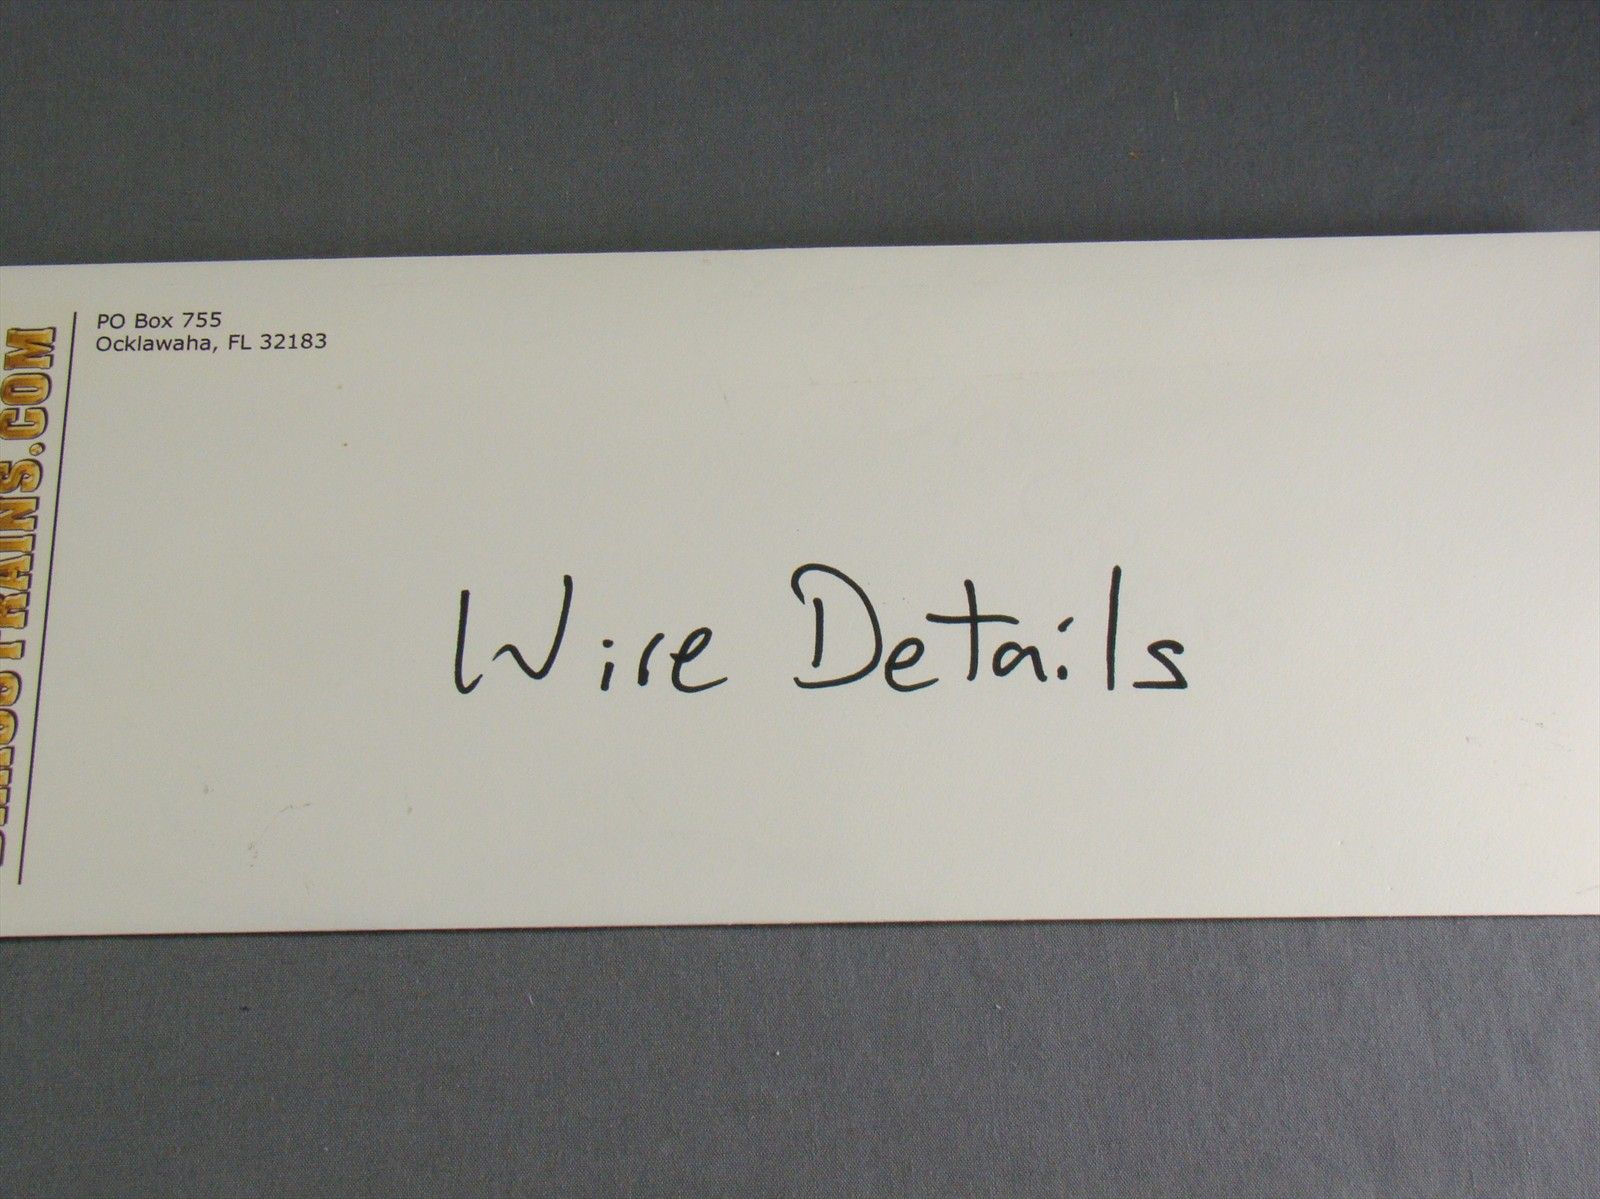 PO Box 755
Ocklawaha, FL 32183
Wire Details